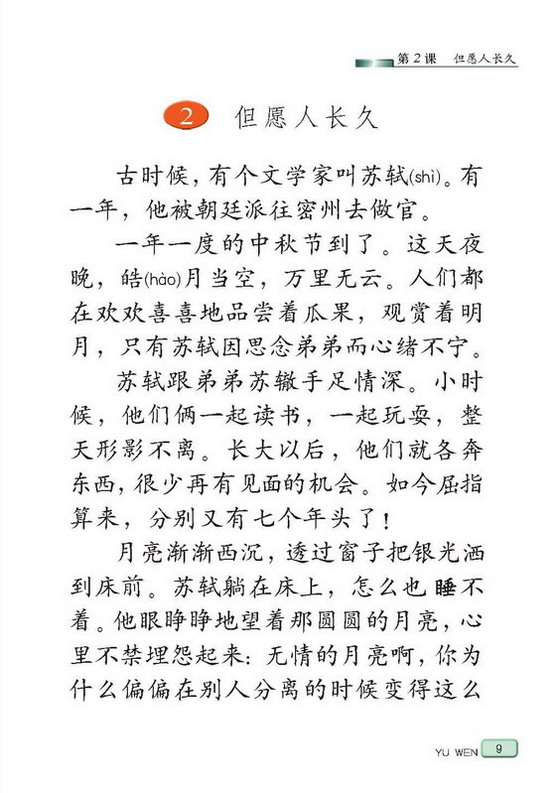 第2课 但愿人长久
2 但愿人长久
古时候，有个文学家叫苏轼(shì)。有
一年，他被朝廷派往密州去做官。
一年一度的中秋节到了。这天夜
晚，皓(hào)月当空，万里无云。人们都
在欢欢喜喜地品尝着瓜果，观赏着明
月，只有苏轼因思念弟弟而心绪不宁。
苏轼跟弟弟苏辙手足情深。小时
候，他们俩一起读书，一起玩耍，整
天形影不离。长大以后，他们就各奔
东西，很少再有见面的机会。如今屈指
算来，分别又有七个年头了！
月亮渐渐西沉，透过窗子把银光洒
到床前。苏轼躺在床上，怎么也睡不
着。他眼睁睁地望着那圆圆的月亮，心
里不禁埋怨起来：无情的月亮啊，你为
什么偏偏在别人分离的时候变得这么
YU WEN 9